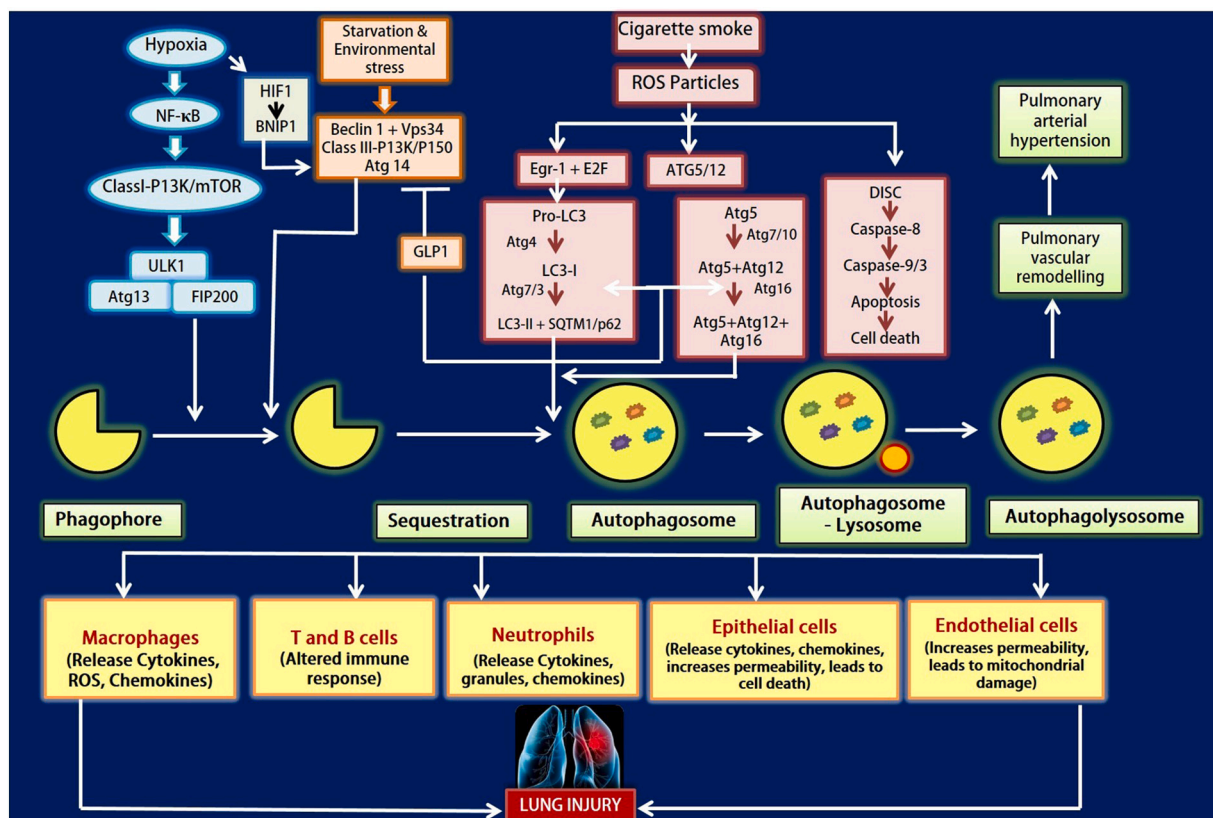 Hypoxia
NF-κB
ClassI-P13K/mTOR
ULK1
Atg13
FIP200
HIF1
BNIP1
Starvation &
Environmental
stress
Beclin 1 + Vps34
Class III-P13K/P150
Atg 14
GLP1
Cigarette smoke
ROS Particles
Egr-1 + E2F
ATG5/12
Pro-LC3
Atg4
LC3-I
Atg7/3
LC3-II + SQTM1/p62
Atg5
Atg7/10
Atg5+Atg12
Atg16
Atg5+Atg12+
Atg16
DISC
Caspase-8
Caspase-9/3
Apoptosis
Cell death
Pulmonary
arterial
hypertension
Pulmonary
vascular
remodelling
Phagophore
Sequestration
Autophagosome
Autophagosome
- Lysosome
Autophagolysosome
Macrophages
(Release Cytokines,
ROS, Chemokines)
T and B cells
(Altered immune
response)
Neutrophils
(Release Cytokines,
granules, chemokines)
Epithelial cells
(Release cytokines, chemokines,
increases permeability, leads to
cell death)
Endothelial cells
(Increases permeability,
leads to mitochondrial
damage)
LUNG INJURY